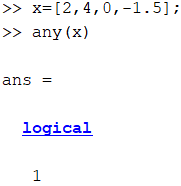 >> x=[2,4,0,-1.5];
>> any(x)
ans =
logical
1